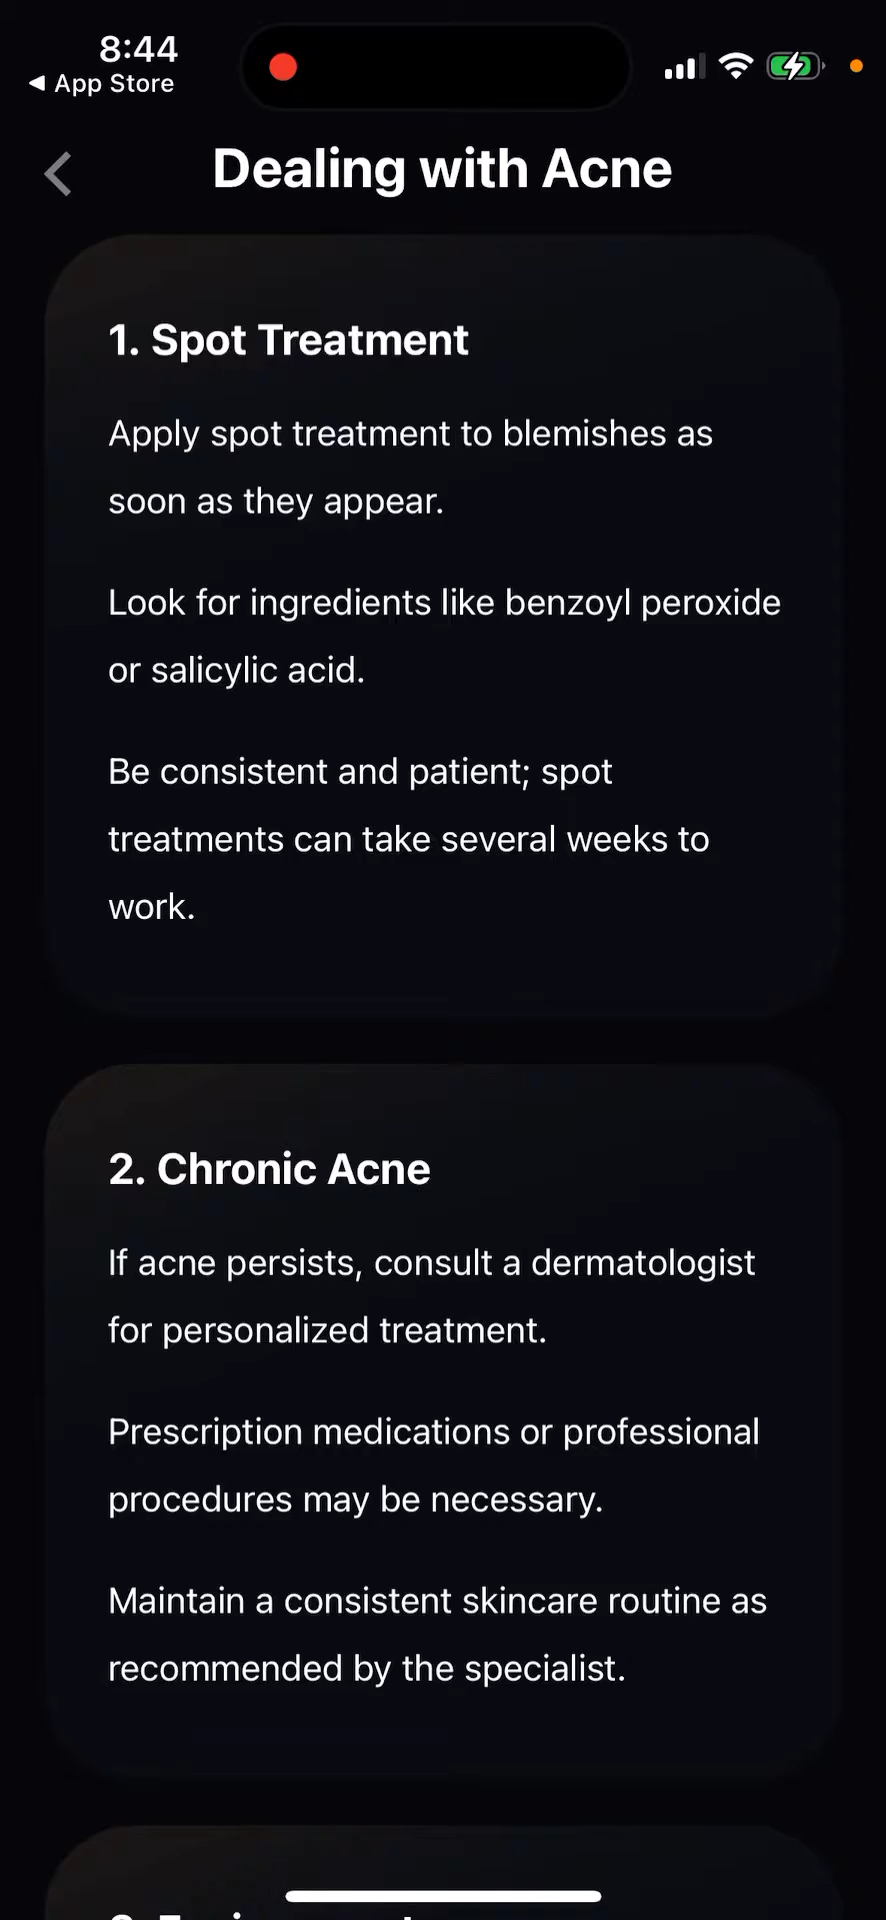 8:44
◀ App Store
Dealing with Acne
1. Spot Treatment
Apply spot treatment to blemishes as
soon as they appear.
Look for ingredients like benzoyl peroxide
or salicylic acid.
Be consistent and patient; spot
treatments can take several weeks to
work.
2. Chronic Acne
If acne persists, consult a dermatologist
for personalized treatment.
Prescription medications or professional
procedures may be necessary.
Maintain a consistent skincare routine as
recommended by the specialist.